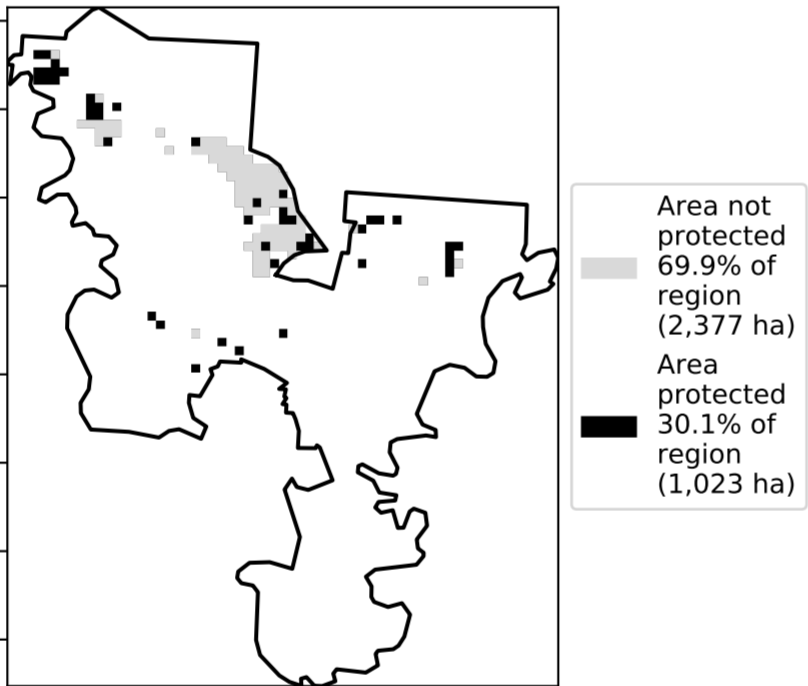 Area not
protected
69.9% of
region
(2,377 ha)
Area
protected
30.1% of
region
(1,023 ha)